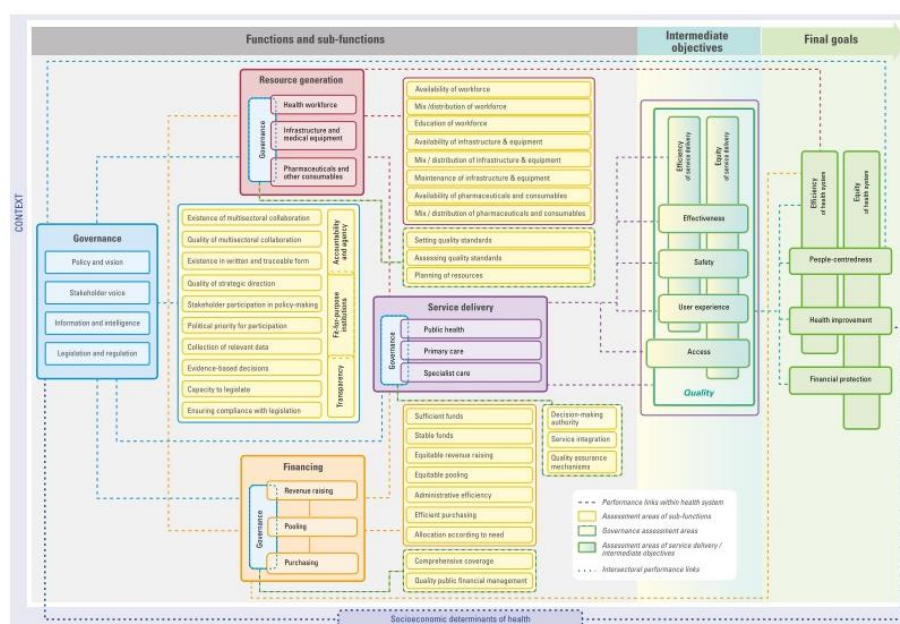 Functions and sub-functions
Intermediate
objectives
Final goals
CONTEXT
Resource generation
Governance
Health workforce
Infrastructure and
medical equipment
Pharmaceuticals and
other consumables
Availability of workforce
Mix /distribution of workforce
Education of workforce
Availability of infrastructure & equipment
Mix / distribution of infrastructure & equipment
Maintenance of infrastructure & equipment
Availability of pharmaceuticals and consumables
Mix / distribution of pharmaceuticals and consumables
Setting quality standards
Assessing quality standards
Planning of resources
Governance
Policy and vision
Stakeholder voice
Information and intelligence
Legislation and regulation
Existence of multisectoral collaboration
Quality of multisectoral collaboration
Existence in written and traceable form
Quality of strategic direction
Stakeholder participation in policy-making
Political priority for participation
Collection of relevant data
Evidence-based decisions
Capacity to legislate
Ensuring compliance with legislation
Accountability
and agency
Fit-for-purpose
institutions
Transparency
Service delivery
Governance
Public health
Primary care
Specialist care
Decision-making
authority
Service integration
Quality assurance
mechanisms
Financing
Governance
Revenue raising
Pooling
Purchasing
Sufficient funds
Stable funds
Equitable revenue raising
Equitable pooling
Administrative efficiency
Efficient purchasing
Allocation according to need
Comprehensive coverage
Quality public financial management
Efficiency
of service delivery
Equity
of service delivery
Effectiveness
Safety
User experience
Access
Quality
Efficiency
of health system
Equity
of health system
People-centredness
Health improvement
Financial protection
Performance links within health system
Assessment areas of sub-functions
Governance assessment areas
Assessment areas of service delivery /
intermediate objectives
Intersectoral performance links
Socioeconomic determinants of health